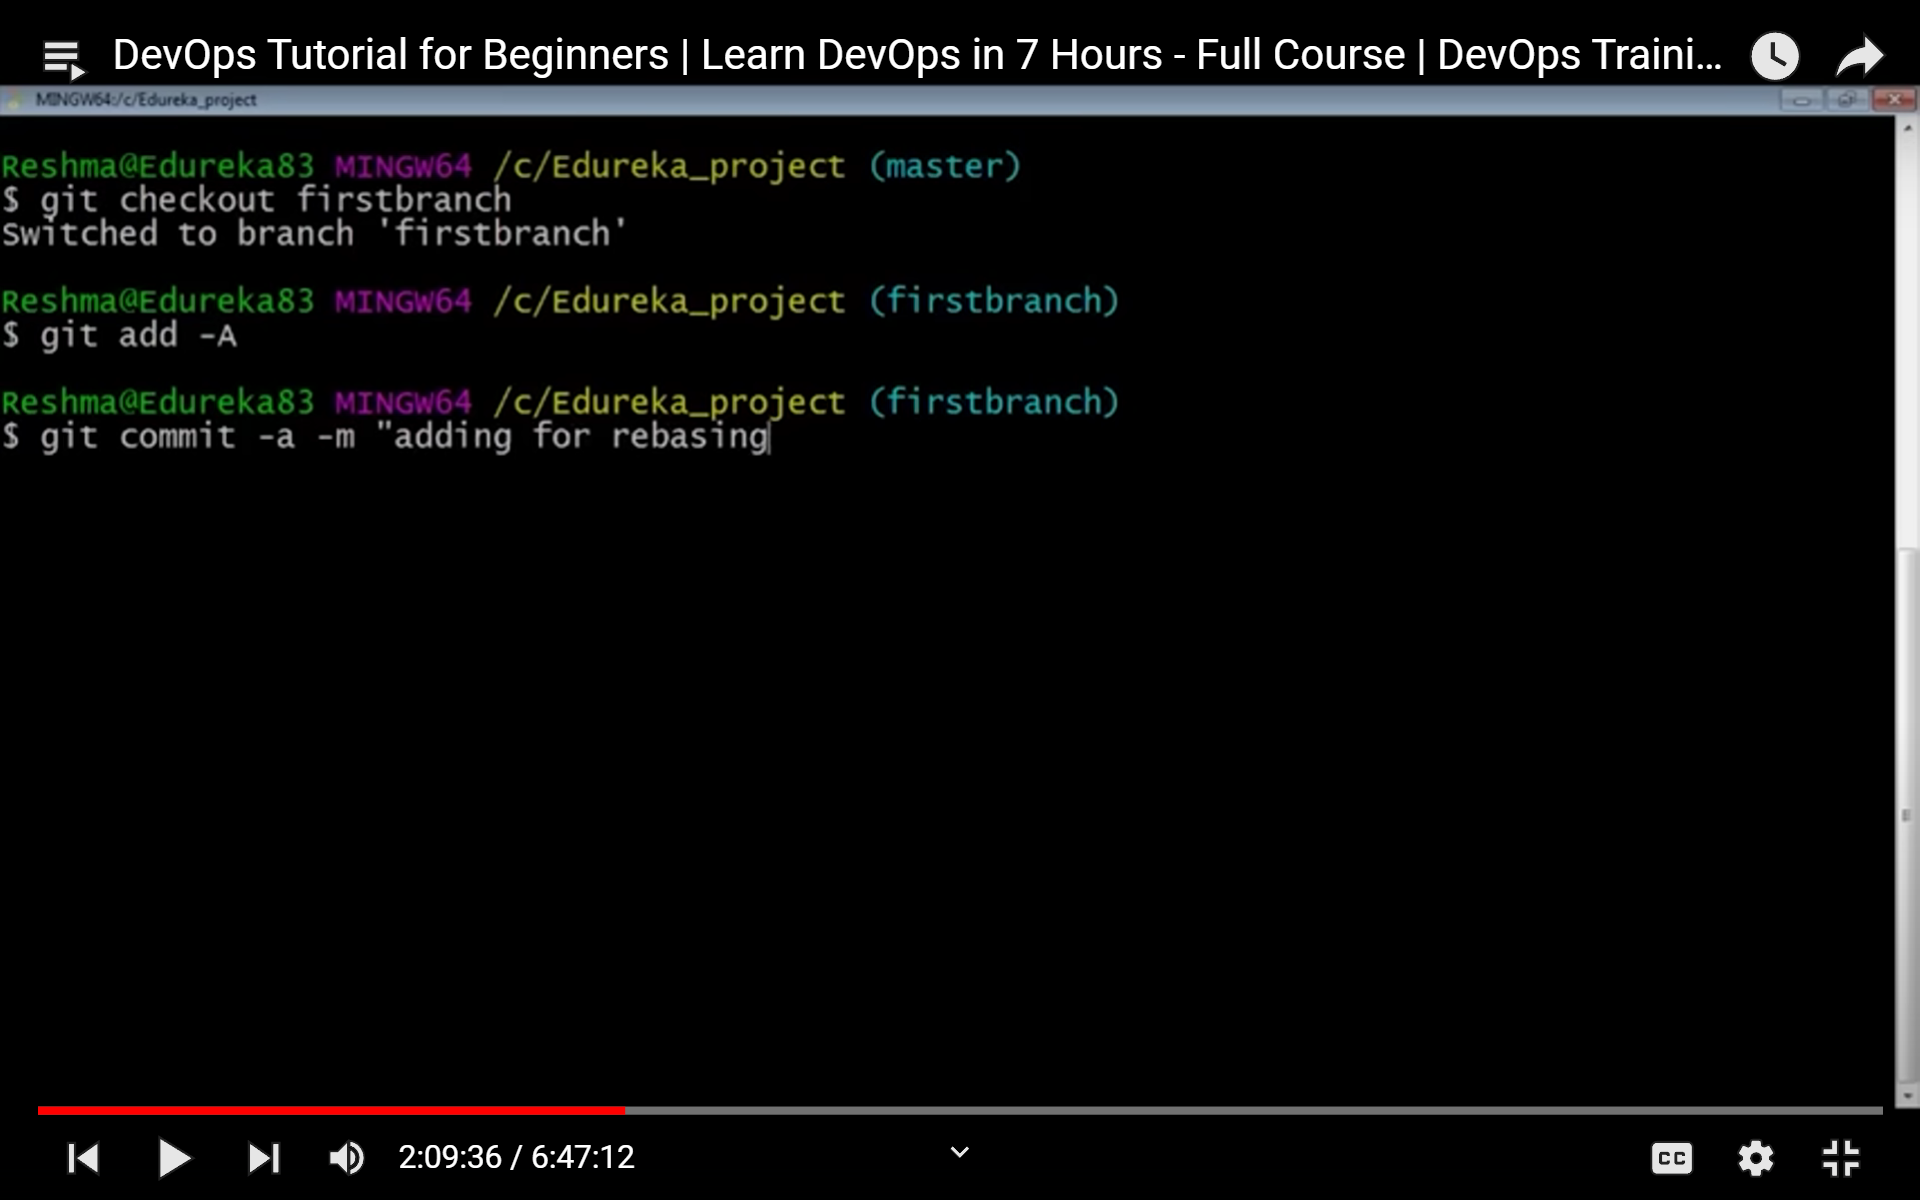 DevOps Tutorial for Beginners | Learn DevOps in 7 Hours - Full Course | DevOps Traini...
MINGW64:/c/Edureka_project
Reshma@Edureka83 MINGW64 /c/Edureka_project (master)
$ git checkout firstbranch
Switched to branch 'firstbranch'
Reshma@Edureka83 MINGW64 /c/Edureka_project (firstbranch)
$ git add -A
Reshma@Edureka83 MINGW64 /c/Edureka_project (firstbranch)
$ git commit -a -m "adding for rebasing
2:09:36 / 6:47:12
CC